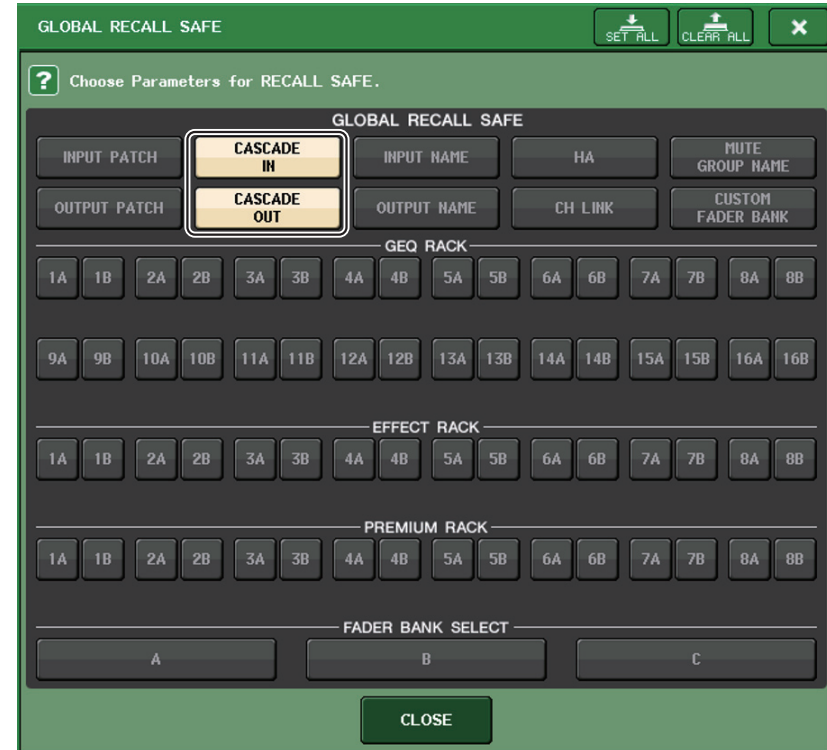 GLOBAL RECALL SAFE
SET ALL
CLEAR ALL
? Choose Parameters for RECALL SAFE.
GLOBAL RECALL SAFE
INPUT PATCH
CASCADE
IN
INPUT NAME
HA
MUTE
GROUP NAME
OUTPUT PATCH
CASCADE
OUT
OUTPUT NAME
CH LINK
CUSTOM
FADER BANK
GEQ RACK
1A 1B 2A 2B 3A 3B 4A 4B 5A 5B 6A 6B 7A 7B 8A 8B
9A 9B 10A 10B 11A 11B 12A 12B 13A 13B 14A 14B 15A 15B 16A 16B
EFFECT RACK
1A 1B 2A 2B 3A 3B 4A 4B 5A 5B 6A 6B 7A 7B 8A 8B
PREMIUM RACK
1A 1B 2A 2B 3A 3B 4A 4B 5A 5B 6A 6B 7A 7B 8A 8B
FADER BANK SELECT
A B C
CLOSE